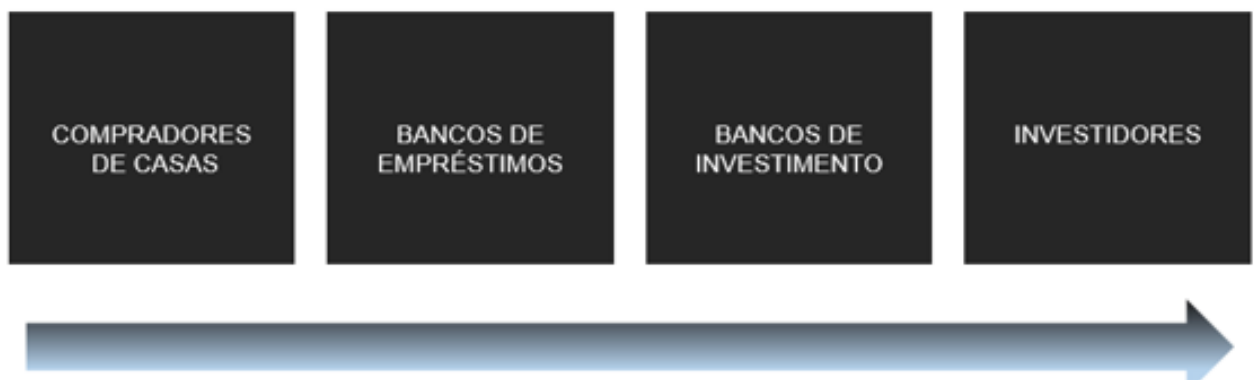 COMPRADORES
DE CASAS
BANCOS DE
EMPRÉSTIMOS
BANCOS DE
INVESTIMENTO
INVESTIDORES